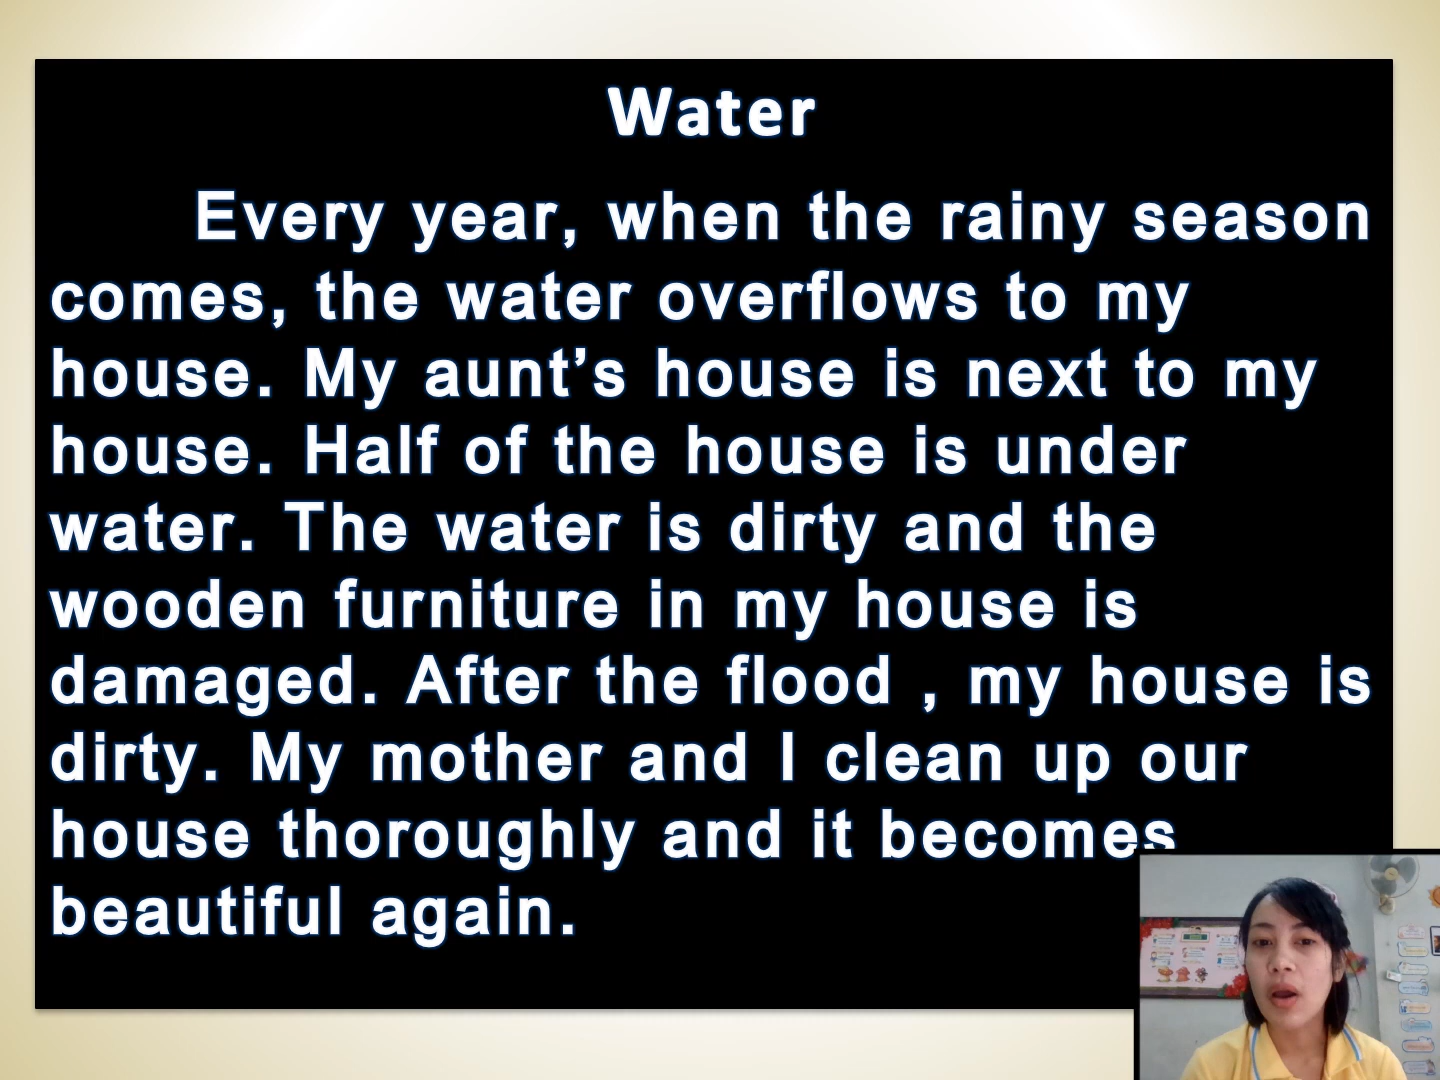 Water
Every year, when the rainy season
comes, the water overflows to my
house. My aunt’s house is next to my
house. Half of the house is under
water. The water is dirty and the
wooden furniture in my house is
damaged. After the flood , my house is
dirty. My mother and I clean up our
house thoroughly and it becomes
beautiful again.